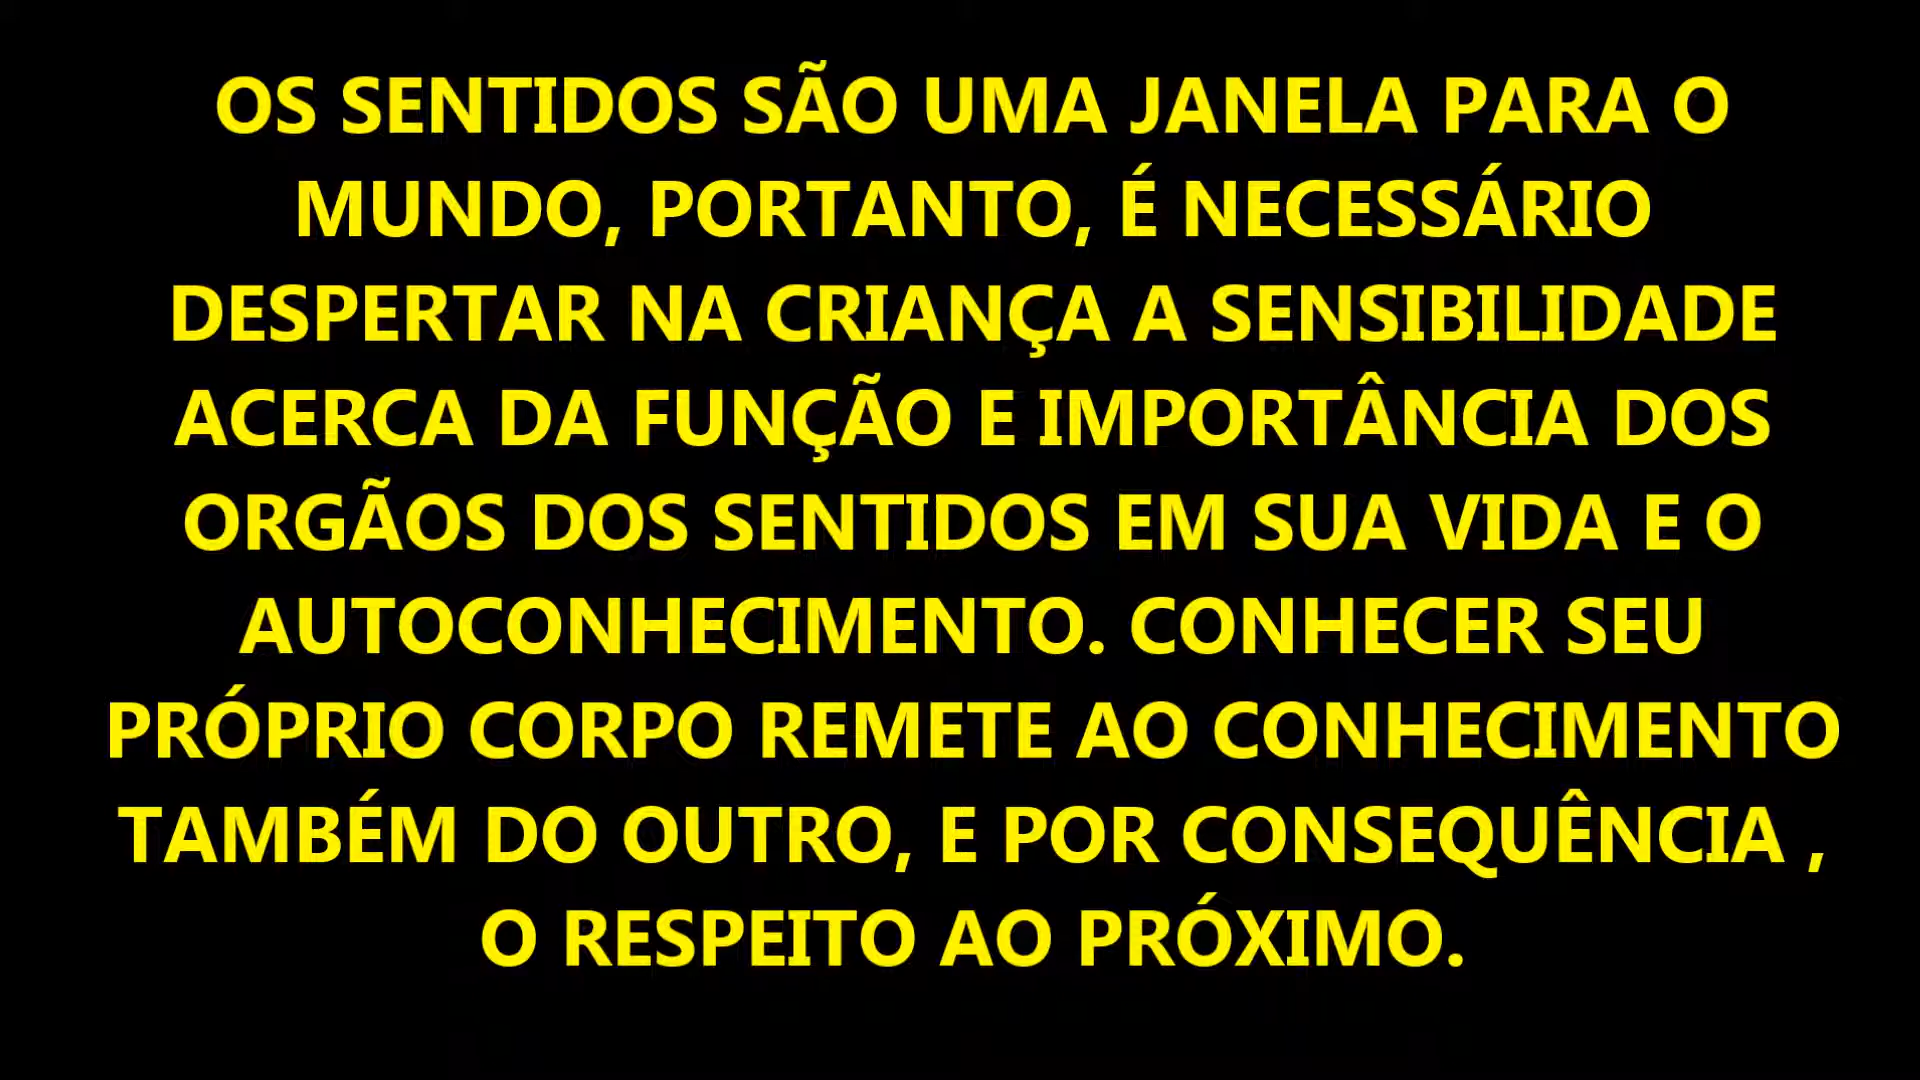 OS SENTIDOS SÃO UMA JANELA PARA O
MUNDO, PORTANTO, É NECESSÁRIO
DESPERTAR NA CRIANÇA A SENSIBILIDADE
ACERCA DA FUNÇÃO E IMPORTÂNCIA DOS
ORGÃOS DOS SENTIDOS EM SUA VIDA E O
AUTOCONHECIMENTO. CONHECER SEU
PRÓPRIO CORPO REMETE AO CONHECIMENTO
TAMBÉM DO OUTRO, E POR CONSEQUÊNCIA ,
O RESPEITO AO PRÓXIMO.